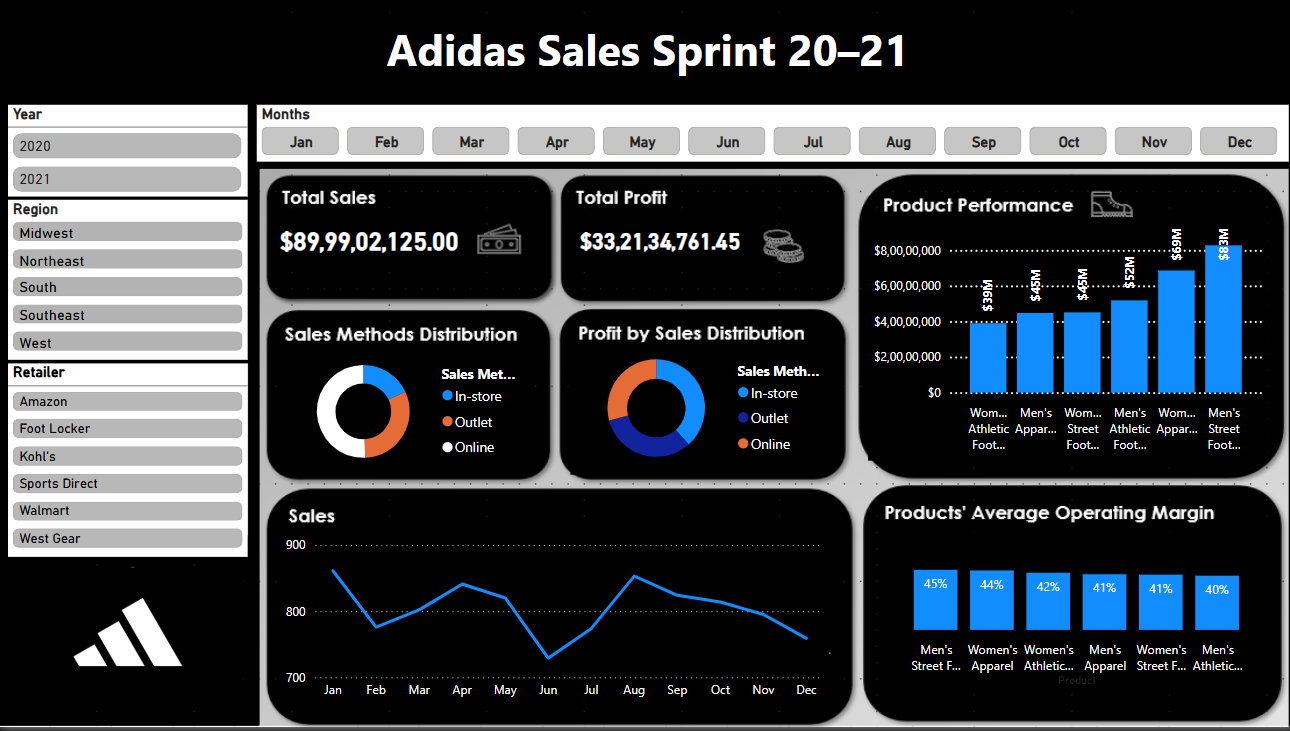 Adidas Sales Sprint 20–21
Year
2020
2021
Region
Midwest
Northeast
South
Southeast
West
Retailer
Amazon
Foot Locker
Kohl's
Sports Direct
Walmart
West Gear
Months
Jan Feb Mar Apr May Jun Jul Aug Sep Oct Nov Dec
Total Sales
$89,99,02,125.00
Total Profit
$33,21,34,761.45
Product Performance
$8,00,00,000
$6,00,00,000
$4,00,00,000
$2,00,00,000
$0
$39M $45M $45M $52M $69M $83M
Wom... Men's Wom... Men's Wom... Men's
Athletic Appar... Street Athletic Appar... Street
Foot... Foot... Foot... Foot...
Sales Methods Distribution
Sales Met...
In-store
Outlet
Online
Profit by Sales Distribution
Sales Meth...
In-store
Outlet
Online
Sales
900
800
700
Jan Feb Mar Apr May Jun Jul Aug Sep Oct Nov Dec
Products' Average Operating Margin
45% 44% 42% 41% 41% 40%
Men's Women's Women's Men's Women's Men's
Street F... Apparel Athletic... Apparel Street F... Athletic...
Product